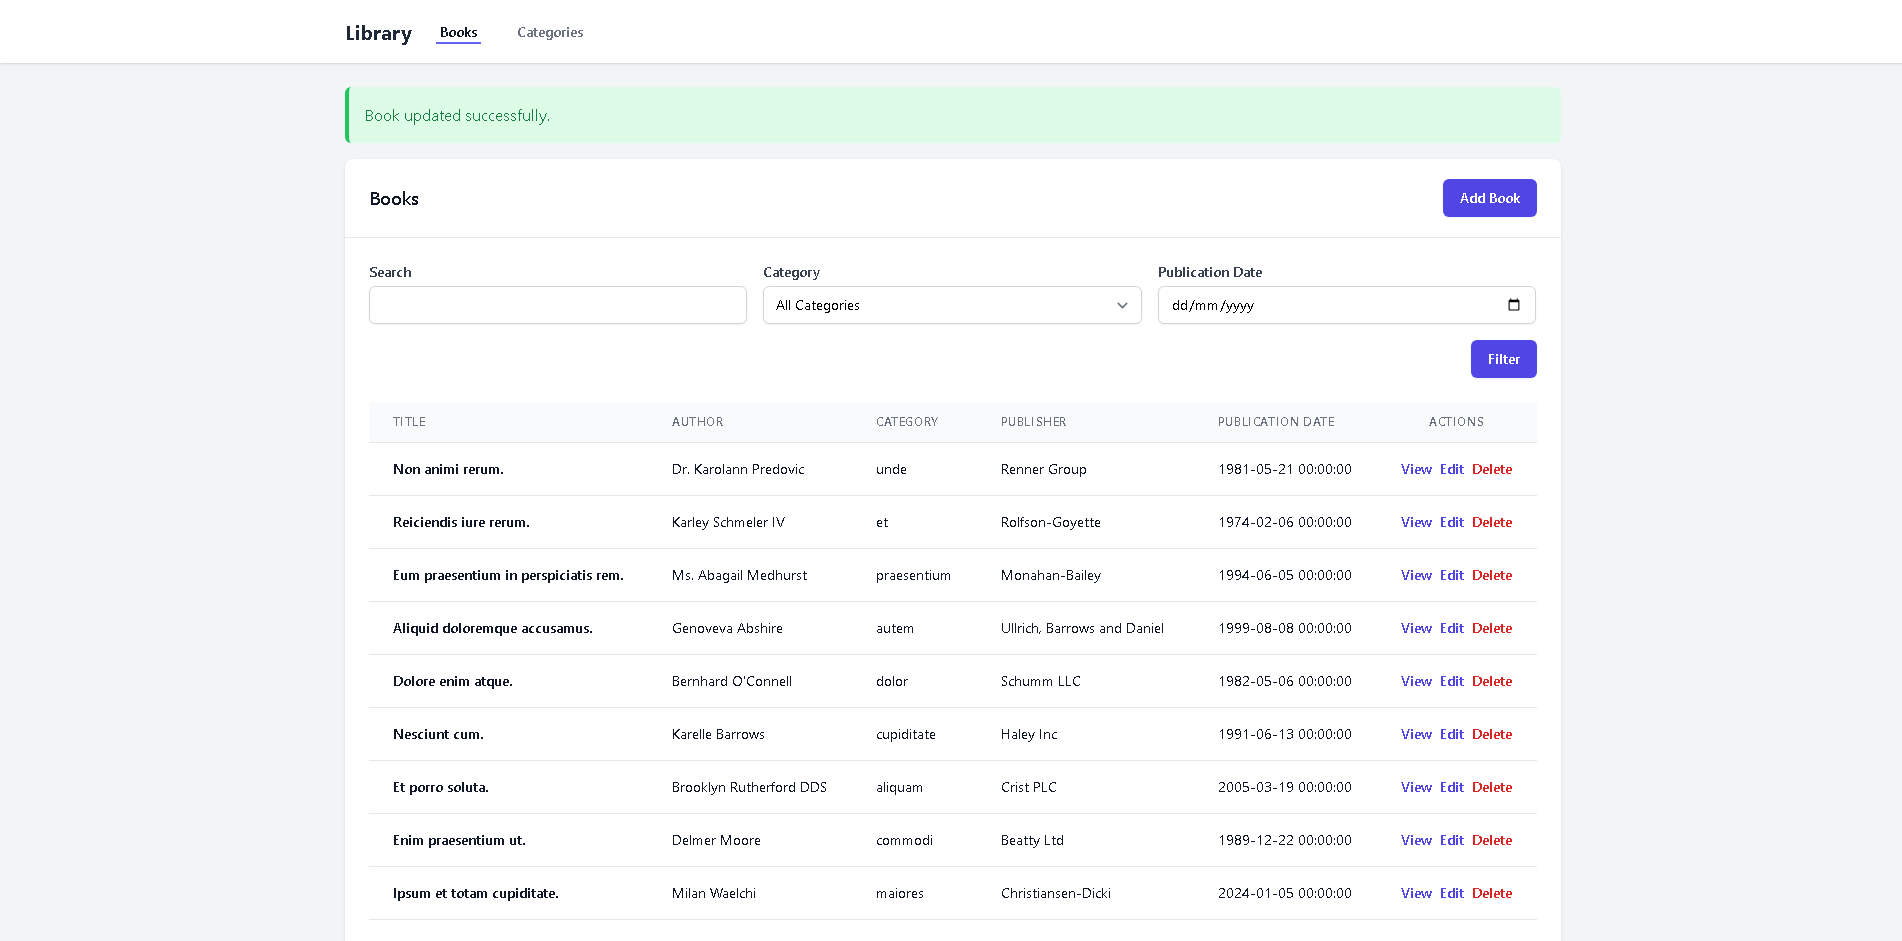 Library Books Categories
Book updated successfully.
Books Add Book
Search Category Publication Date
All Categories dd/mm/yyyy
Filter
TITLE AUTHOR CATEGORY PUBLISHER PUBLICATION DATE ACTIONS
Non animi rerum. Dr. Karolann Predovic unde Renner Group 1981-05-21 00:00:00 View Edit Delete
Reiciendis iure rerum. Karley Schmeler IV et Rolfson-Goyette 1974-02-06 00:00:00 View Edit Delete
Eum praesentium in perspiciatis rem. Ms. Abagail Medhurst praesentium Monahan-Bailey 1994-06-05 00:00:00 View Edit Delete
Aliquid doloremque accusamus. Genoveva Abshire autem Ullrich, Barrows and Daniel 1999-08-08 00:00:00 View Edit Delete
Dolore enim atque. Bernhard O'Connell dolor Schumm LLC 1982-05-06 00:00:00 View Edit Delete
Nesciunt cum. Karelle Barrows cupiditate Haley Inc 1991-06-13 00:00:00 View Edit Delete
Et porro soluta. Brooklyn Rutherford DDS aliquam Crist PLC 2005-03-19 00:00:00 View Edit Delete
Enim praesentium ut. Delmer Moore commodi Beatty Ltd 1989-12-22 00:00:00 View Edit Delete
Ipsum et totam cupiditate. Milan Waelchi maiores Christiansen-Dicki 2024-01-05 00:00:00 View Edit Delete